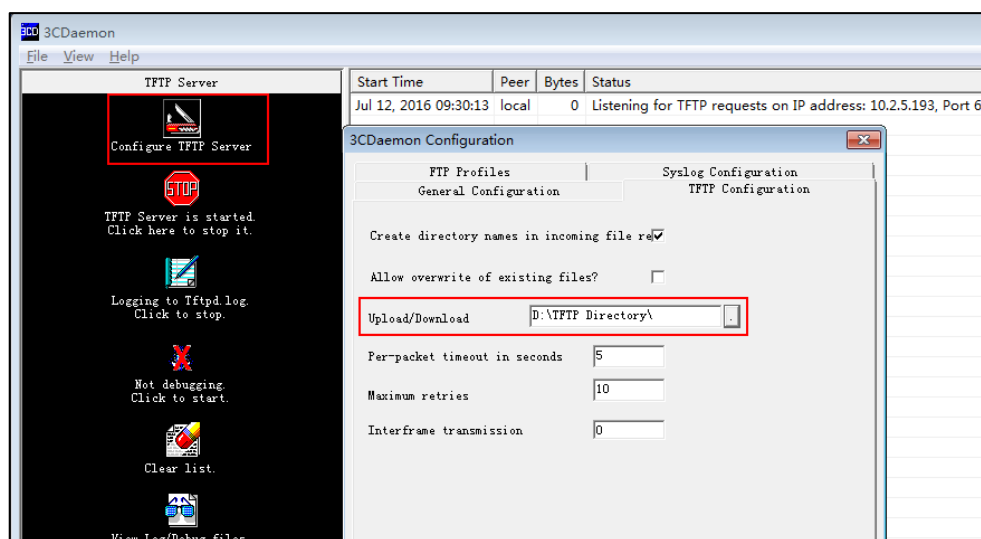 3CD 3CDaemon
File View Help
TFTP Server
Start Time Peer Bytes Status
Jul 12, 2016 09:30:13 local 0 Listening for TFTP requests on IP address: 10.2.5.193, Port 6
Configure TFTP Server
STOP
TFTP Server is started.
Click here to stop it.
Logging to Tftpd.log.
Click to stop.
Not debugging.
Click to start.
Clear list.
View Log/Debug files
3CDaemon Configuration
FTP Profiles Syslog Configuration
General Configuration TFTP Configuration
Create directory names in incoming file re
Allow overwrite of existing files?
Upload/Download D:\TFTP Directory\ .
Per-packet timeout in seconds 5
Maximum retries 10
Interframe transmission 0